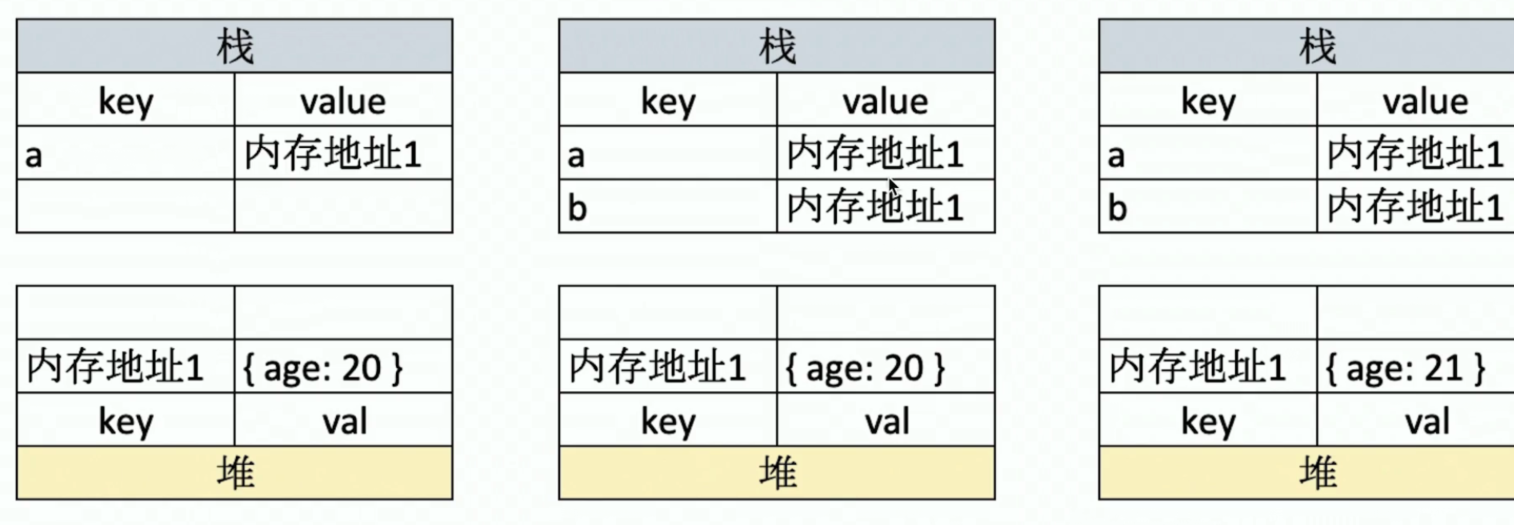 栈 栈 栈
key value key value key value
a 内存地址1 a 内存地址1 a 内存地址1
b 内存地址1 b 内存地址1
内存地址1 { age: 20 } 内存地址1 { age: 20 } 内存地址1 { age: 21 }
key val key val key val
堆 堆 堆